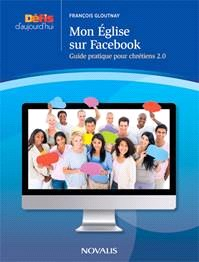 Défis
d'aujourd'hui
FRANÇOIS GLOUTNAY
Mon Église
sur Facebook
Guide pratique pour chrétiens 2.0
NOVALIS